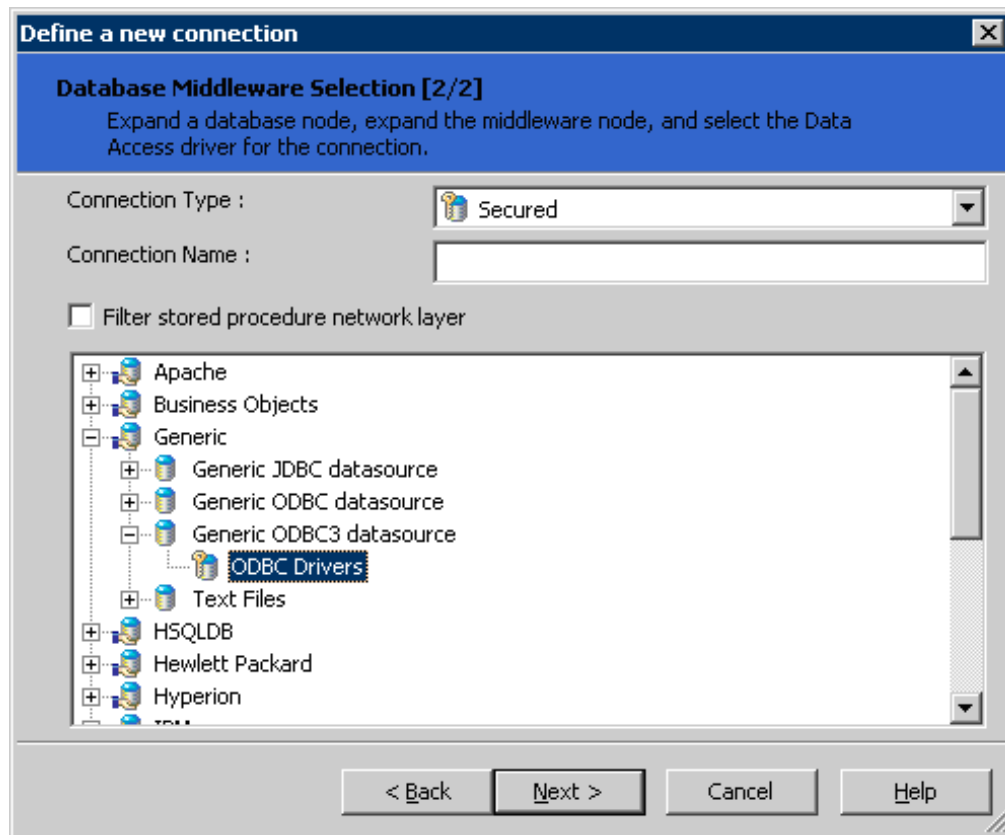 Define a new connection
Database Middleware Selection [2/2]
Expand a database node, expand the middleware node, and select the Data
Access driver for the connection.
Connection Type :
Secured
Connection Name :
Filter stored procedure network layer
Apache
Business Objects
Generic
Generic JDBC datasource
Generic ODBC datasource
Generic ODBC3 datasource
ODBC Drivers
Text Files
HSQLDB
Hewlett Packard
Hyperion
< Back
Next >
Cancel
Help